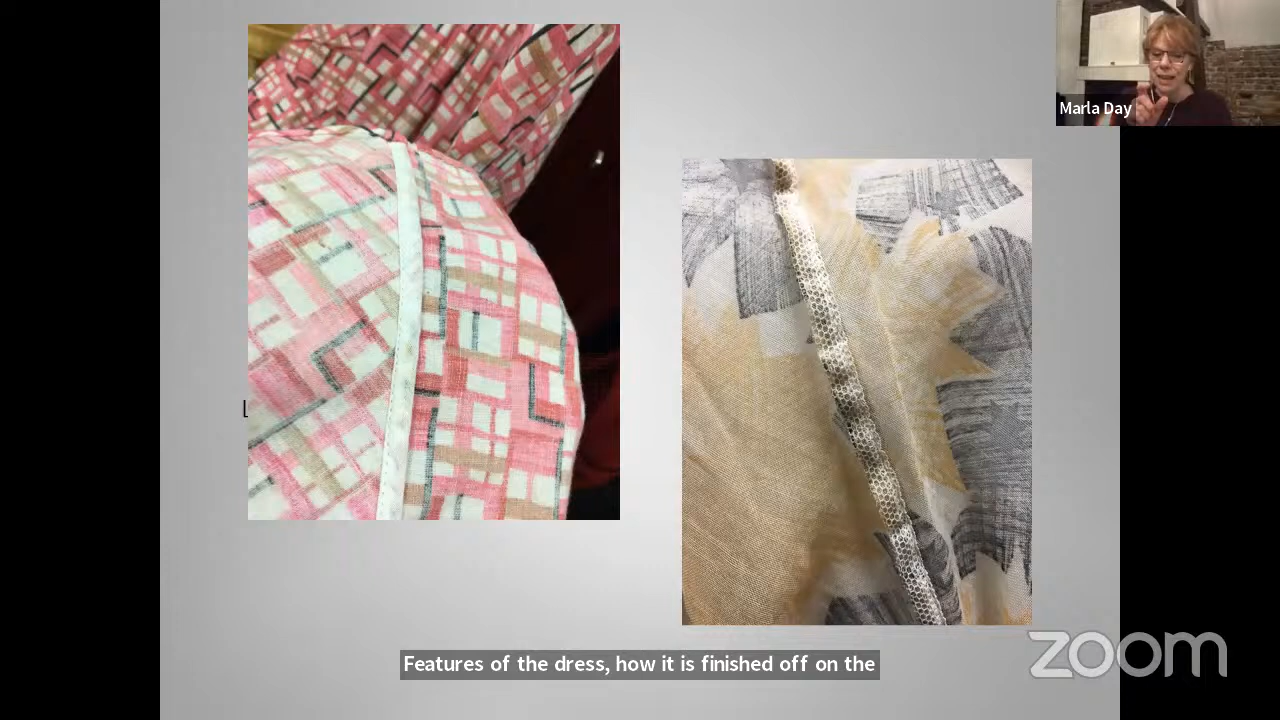 Marla Day
L
Features of the dress, how it is finished off on the
zoom